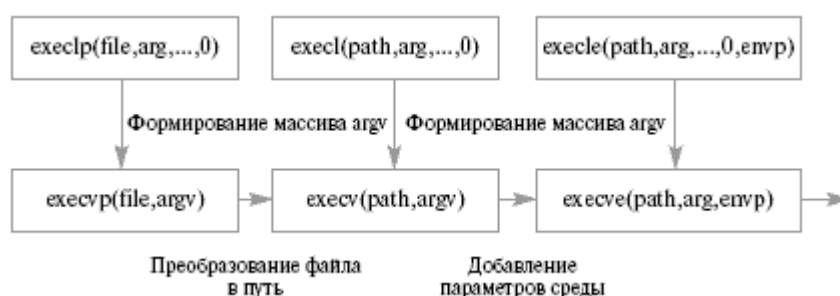 execlp(file,arg,...,0) execl(path,arg,...,0) execle(path,arg,...,0,envp)
Формирование массива argv Формирование массива argv
execvp(file,argv) execv(path,argv) execve(path,arg,envp)
Преобразование файла
в путь
Добавление
параметров среды